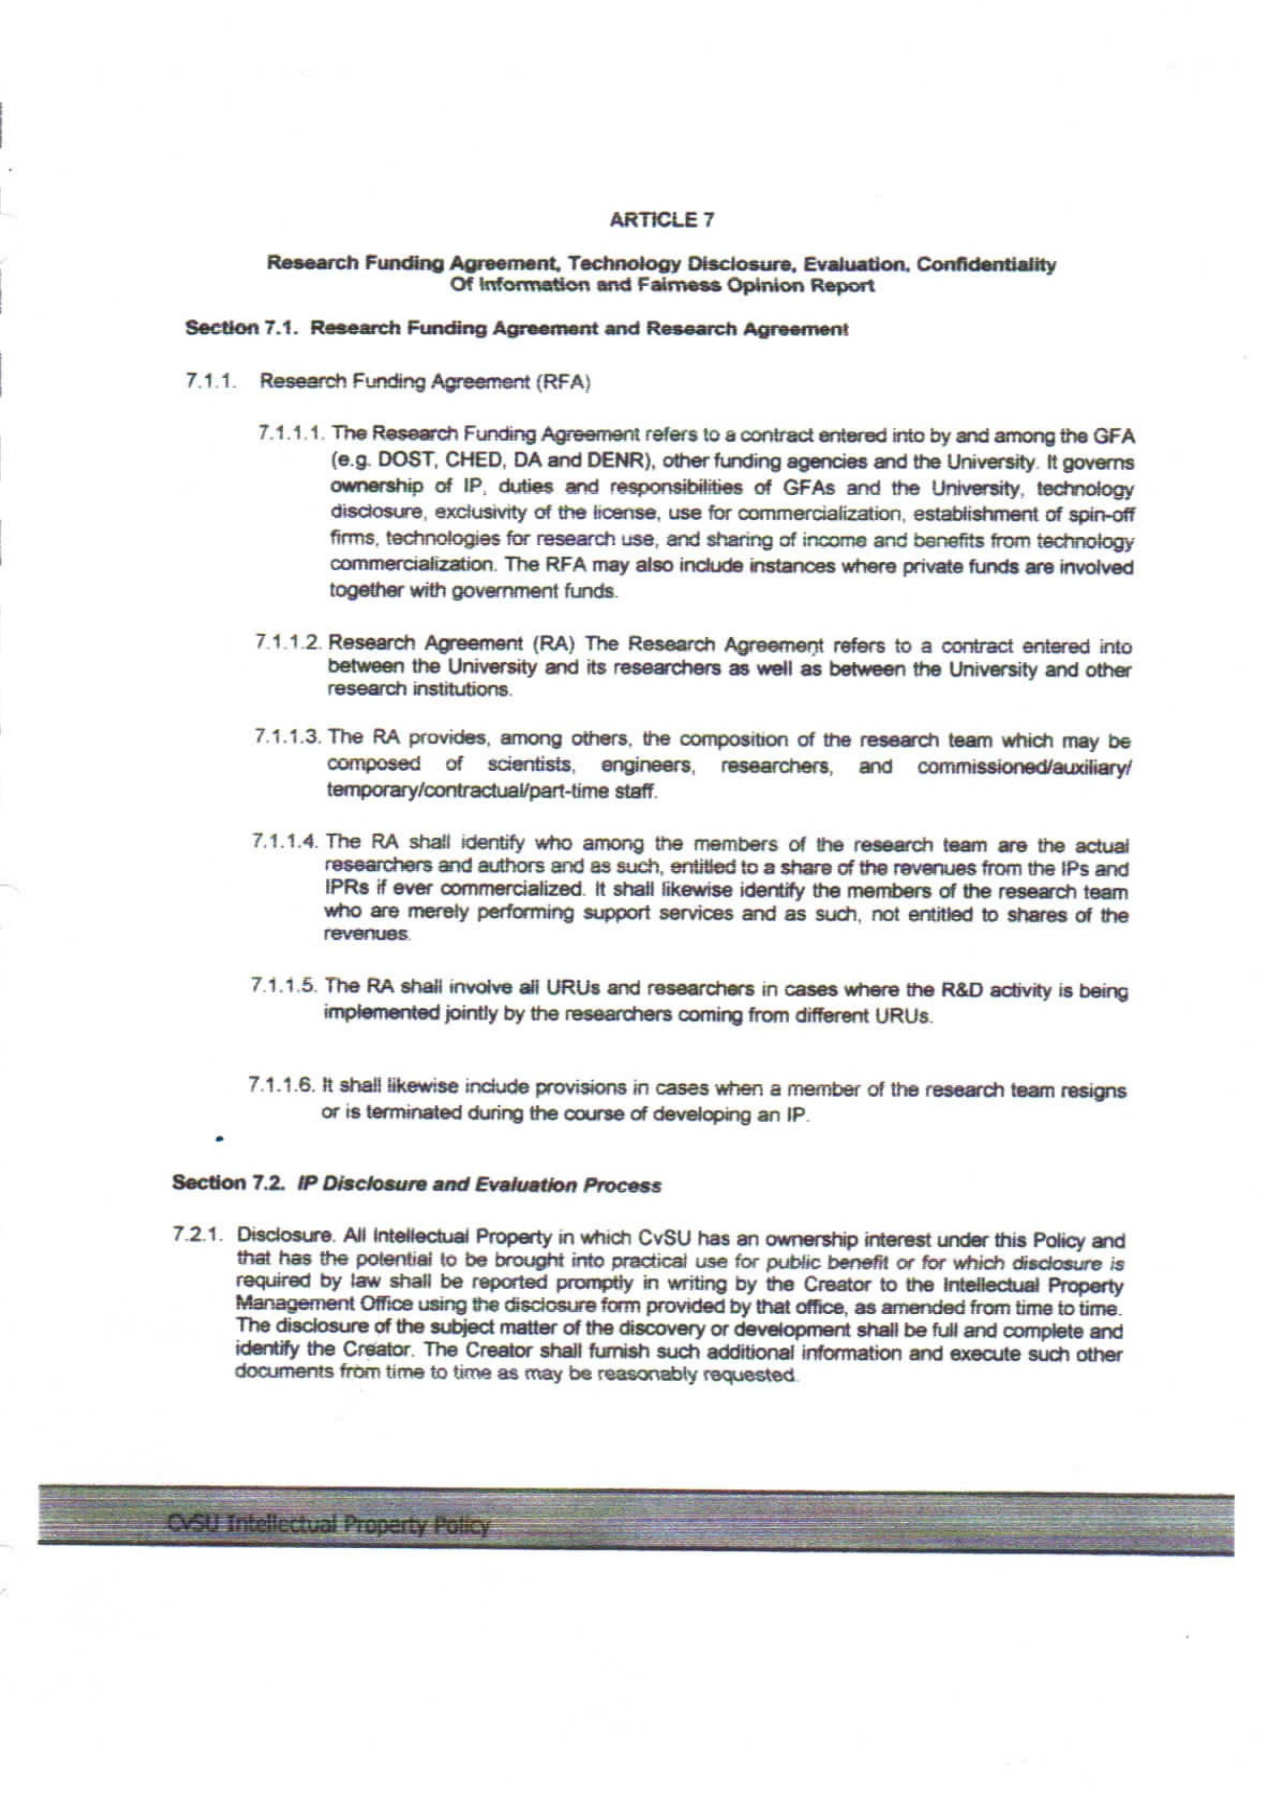 ARTICLE 7
Research Funding Agreement, Technology Disclosure, Evaluation, Confidentiality
Of Information and Fairness Opinion Report
Section 7.1. Research Funding Agreement and Research Agreement
7.1.1. Research Funding Agreement (RFA)
7.1.1.1. The Research Funding Agreement refers to a contract entered into by and among the GFA
(e.g. DOST, CHED, DA and DENR), other funding agencies and the University. It governs
ownership of IP, duties and responsibilities of GFAs and the University, technology
disclosure, exclusivity of the license, use for commercialization, establishment of spin-off
firms, technologies for research use, and sharing of income and benefits from technology
commercialization. The RFA may also include instances where private funds are involved
together with government funds.
7.1.1.2. Research Agreement (RA) The Research Agreement refers to a contract entered into
between the University and its researchers as well as between the University and other
research institutions.
7.1.1.3. The RA provides, among others, the composition of the research team which may be
composed of scientists, engineers, researchers, and commissioned/auxiliary/
temporary/contractual/part-time staff.
7.1.1.4. The RA shall identify who among the members of the research team are the actual
researchers and authors and as such, entitled to a share of the revenues from the IPs and
IPRs if ever commercialized. It shall likewise identify the members of the research team
who are merely performing support services and as such, not entitled to shares of the
revenues.
7.1.1.5. The RA shall involve all URUs and researchers in cases where the R&D activity is being
implemented jointly by the researchers coming from different URUs.
7.1.1.6. It shall likewise include provisions in cases when a member of the research team resigns
or is terminated during the course of developing an IP.
Section 7.2. IP Disclosure and Evaluation Process
7.2.1. Disclosure. All Intellectual Property in which CvSU has an ownership interest under this Policy and
that has the potential to be brought into practical use for public benefit or for which disclosure is
required by law shall be reported promptly in writing by the Creator to the Intellectual Property
Management Office using the disclosure form provided by that office, as amended from time to time.
The disclosure of the subject matter of the discovery or development shall be full and complete and
identify the Creator. The Creator shall furnish such additional information and execute such other
documents from time to time as may be reasonably requested.
CvSU Intellectual Property Policy